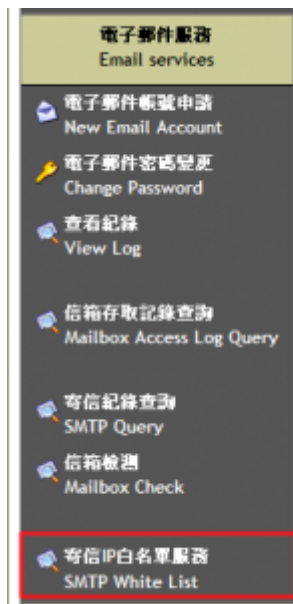 電子郵件服務
Email services
電子郵件帳號申請
New Email Account
電子郵件密碼變更
Change Password
查看紀錄
View Log
信箱存取記錄查詢
Mailbox Access Log Query
寄信紀錄查詢
SMTP Query
信箱檢測
Mailbox Check
寄信IP白名單服務
SMTP White List